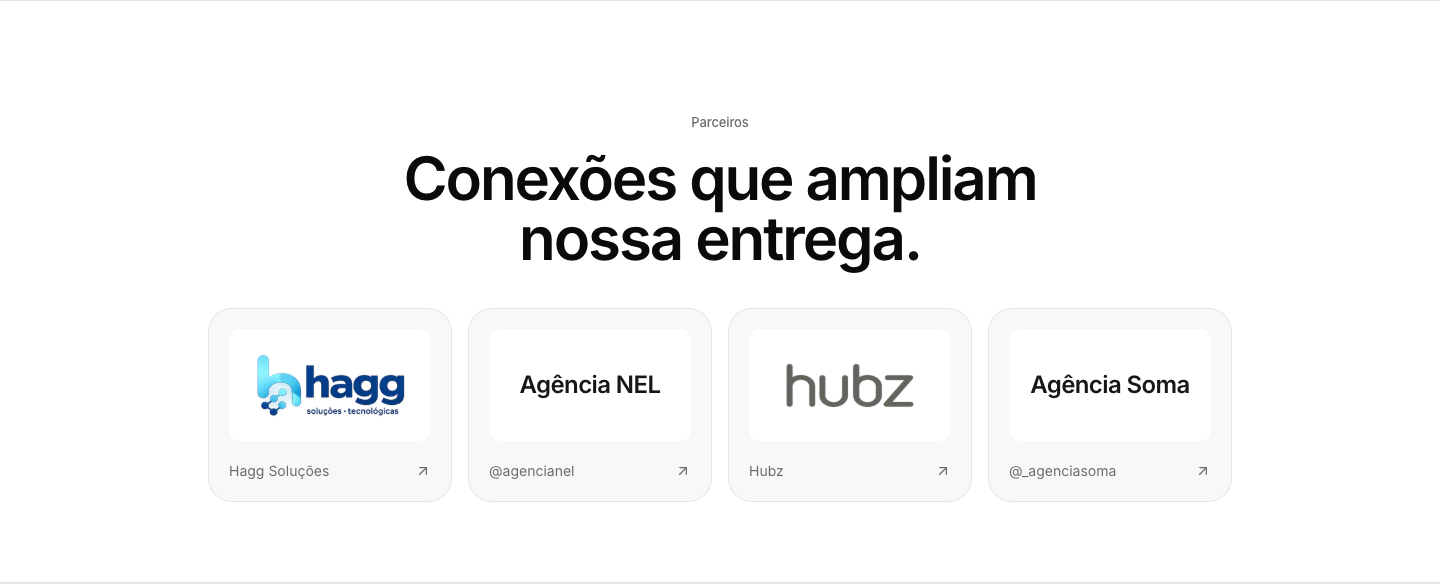 Parceiros
Conexões que ampliam
nossa entrega.
hagg
soluções · tecnológicas
Hagg Soluções
Agência NEL
@agencianel
hubz
Hubz
Agência Soma
@_agenciasoma